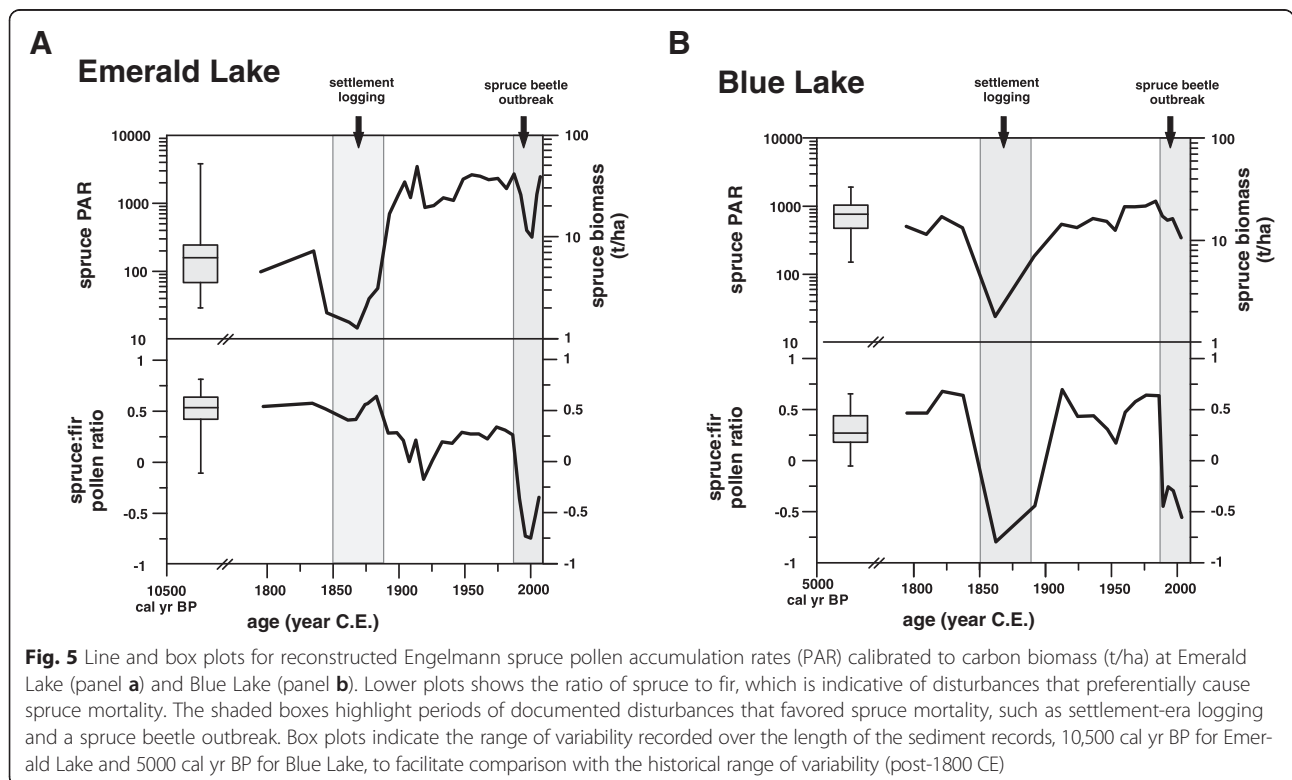 A
Emerald Lake
settlement
logging
spruce beetle
outbreak
10000
1000
100
10
spruce PAR
100
10
1
spruce biomass
(t/ha)
1
0.5
0
-0.5
-1
spruce:fir
pollen ratio
1
0.5
0
-0.5
-1
10500
cal yr BP
1800
1850
1900
1950
2000
age (year C.E.)
B
Blue Lake
settlement
logging
spruce beetle
outbreak
10000
1000
100
10
spruce PAR
100
10
1
spruce biomass
(t/ha)
1
0.5
0
-0.5
-1
spruce:fir
pollen ratio
1
0.5
0
-0.5
-1
5000
cal yr BP
1800
1850
1900
1950
2000
age (year C.E.)
Fig. 5 Line and box plots for reconstructed Engelmann spruce pollen accumulation rates (PAR) calibrated to carbon biomass (t/ha) at Emerald
Lake (panel a) and Blue Lake (panel b). Lower plots shows the ratio of spruce to fir, which is indicative of disturbances that preferentially cause
spruce mortality. The shaded boxes highlight periods of documented disturbances that favored spruce mortality, such as settlement-era logging
and a spruce beetle outbreak. Box plots indicate the range of variability recorded over the length of the sediment records, 10,500 cal yr BP for Emer-
ald Lake and 5000 cal yr BP for Blue Lake, to facilitate comparison with the historical range of variability (post-1800 CE)